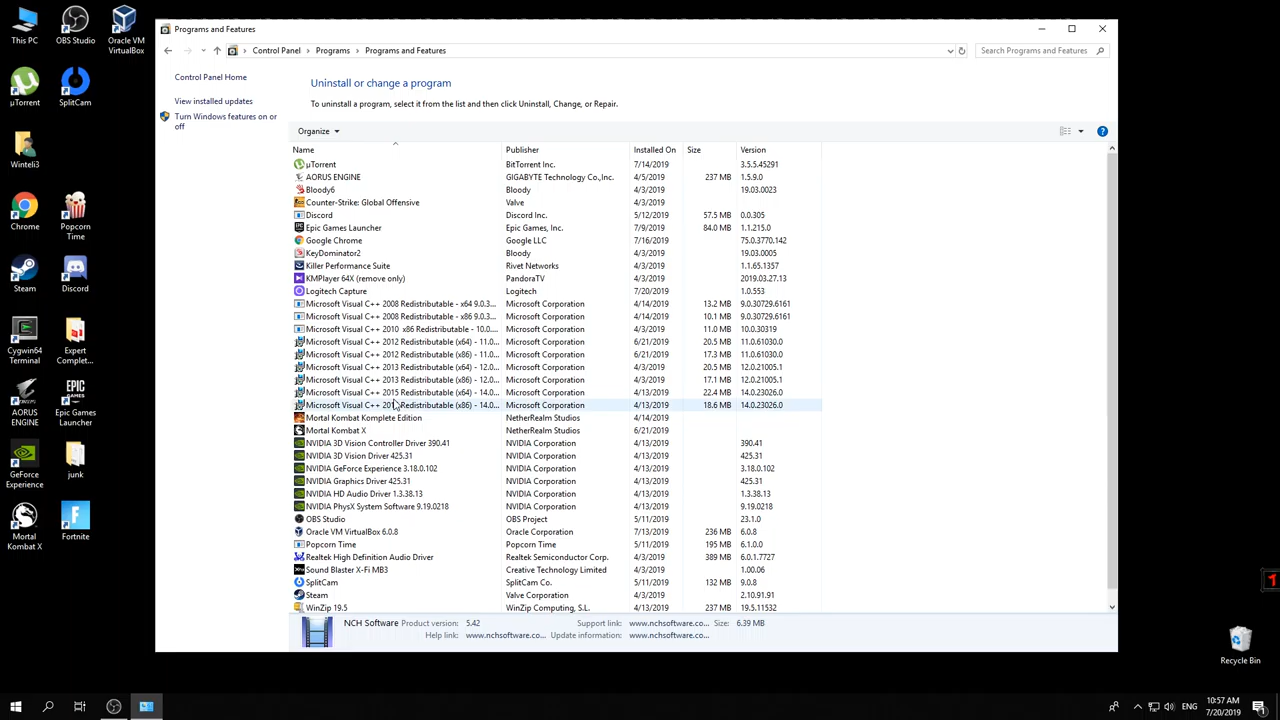 This PC
OBS Studio
Oracle VM
VirtualBox
µTorrent
SplitCam
Winteli3
Chrome
Popcorn
Time
Steam
Discord
Cygwin64
Terminal
Expert
Complet...
AORUS
ENGINE
Epic Games
Launcher
GeForce
Experience
junk
Mortal
Kombat X
Fortnite
Programs and Features
Control Panel > Programs > Programs and Features
Search Programs and Features
Control Panel Home
View installed updates
Turn Windows features on or
off
Uninstall or change a program
To uninstall a program, select it from the list and then click Uninstall, Change, or Repair.
Organize
Name Publisher Installed On Size Version
µTorrent BitTorrent Inc. 7/14/2019 3.5.5.45291
AORUS ENGINE GIGABYTE Technology Co.,Inc. 4/5/2019 237 MB 1.5.9.0
Bloody6 Bloody 4/3/2019 19.03.0023
Counter-Strike: Global Offensive Valve 4/3/2019
Discord Discord Inc. 5/12/2019 57.5 MB 0.0.305
Epic Games Launcher Epic Games, Inc. 7/9/2019 84.0 MB 1.1.215.0
Google Chrome Google LLC 7/16/2019 75.0.3770.142
KeyDominator2 Bloody 4/3/2019 19.03.0005
Killer Performance Suite Rivet Networks 4/3/2019 1.1.65.1357
KMPlayer 64X (remove only) PandoraTV 4/3/2019 2019.03.27.13
Logitech Capture Logitech 7/20/2019 1.0.553
Microsoft Visual C++ 2008 Redistributable - x64 9.0.3... Microsoft Corporation 4/14/2019 13.2 MB 9.0.30729.6161
Microsoft Visual C++ 2008 Redistributable - x86 9.0.3... Microsoft Corporation 4/14/2019 10.1 MB 9.0.30729.6161
Microsoft Visual C++ 2010 x86 Redistributable - 10.0.... Microsoft Corporation 4/3/2019 11.0 MB 10.0.30319
Microsoft Visual C++ 2012 Redistributable (x64) - 11.0... Microsoft Corporation 6/21/2019 20.5 MB 11.0.61030.0
Microsoft Visual C++ 2012 Redistributable (x86) - 11.0... Microsoft Corporation 6/21/2019 17.3 MB 11.0.61030.0
Microsoft Visual C++ 2013 Redistributable (x64) - 12.0... Microsoft Corporation 4/3/2019 20.5 MB 12.0.21005.1
Microsoft Visual C++ 2013 Redistributable (x86) - 12.0... Microsoft Corporation 4/3/2019 17.1 MB 12.0.21005.1
Microsoft Visual C++ 2015 Redistributable (x64) - 14.0... Microsoft Corporation 4/13/2019 22.4 MB 14.0.23026.0
Microsoft Visual C++ Redistributable (x86) - 14.0... Microsoft Corporation 4/13/2019 18.6 MB 14.0.23026.0
Mortal Kombat Komplete Edition NetherRealm Studios 4/14/2019
Mortal Kombat X NetherRealm Studios 6/21/2019
NVIDIA 3D Vision Controller Driver 390.41 NVIDIA Corporation 4/13/2019 390.41
NVIDIA 3D Vision Driver 425.31 NVIDIA Corporation 4/13/2019 425.31
NVIDIA GeForce Experience 3.18.0.102 NVIDIA Corporation 4/13/2019 3.18.0.102
NVIDIA Graphics Driver 425.31 NVIDIA Corporation 4/13/2019 425.31
NVIDIA HD Audio Driver 1.3.38.13 NVIDIA Corporation 4/13/2019 1.3.38.13
NVIDIA PhysX System Software 9.19.0218 NVIDIA Corporation 4/13/2019 9.19.0218
OBS Studio OBS Project 5/11/2019 23.1.0
Oracle VM VirtualBox 6.0.8 Oracle Corporation 7/13/2019 236 MB 6.0.8
Popcorn Time Popcorn Time 5/11/2019 195 MB 6.1.0.0
Realtek High Definition Audio Driver Realtek Semiconductor Corp. 4/3/2019 389 MB 6.0.1.7727
Sound Blaster X-Fi MB3 Creative Technology Limited 4/3/2019 1.00.06
SplitCam SplitCam Co. 5/11/2019 132 MB 9.0.8
Steam Valve Corporation 4/3/2019 2.10.91.91
WinZip 19.5 WinZip Computing, S.L. 4/13/2019 237 MB 19.5.11532
NCH Software Product version: 5.42 Support link: www.nchsoftware.co... Size: 6.39 MB
Help link: www.nchsoftware.co... Update information: www.nchsoftware.co...
1
Recycle Bin
ENG
10:57 AM
7/20/2019